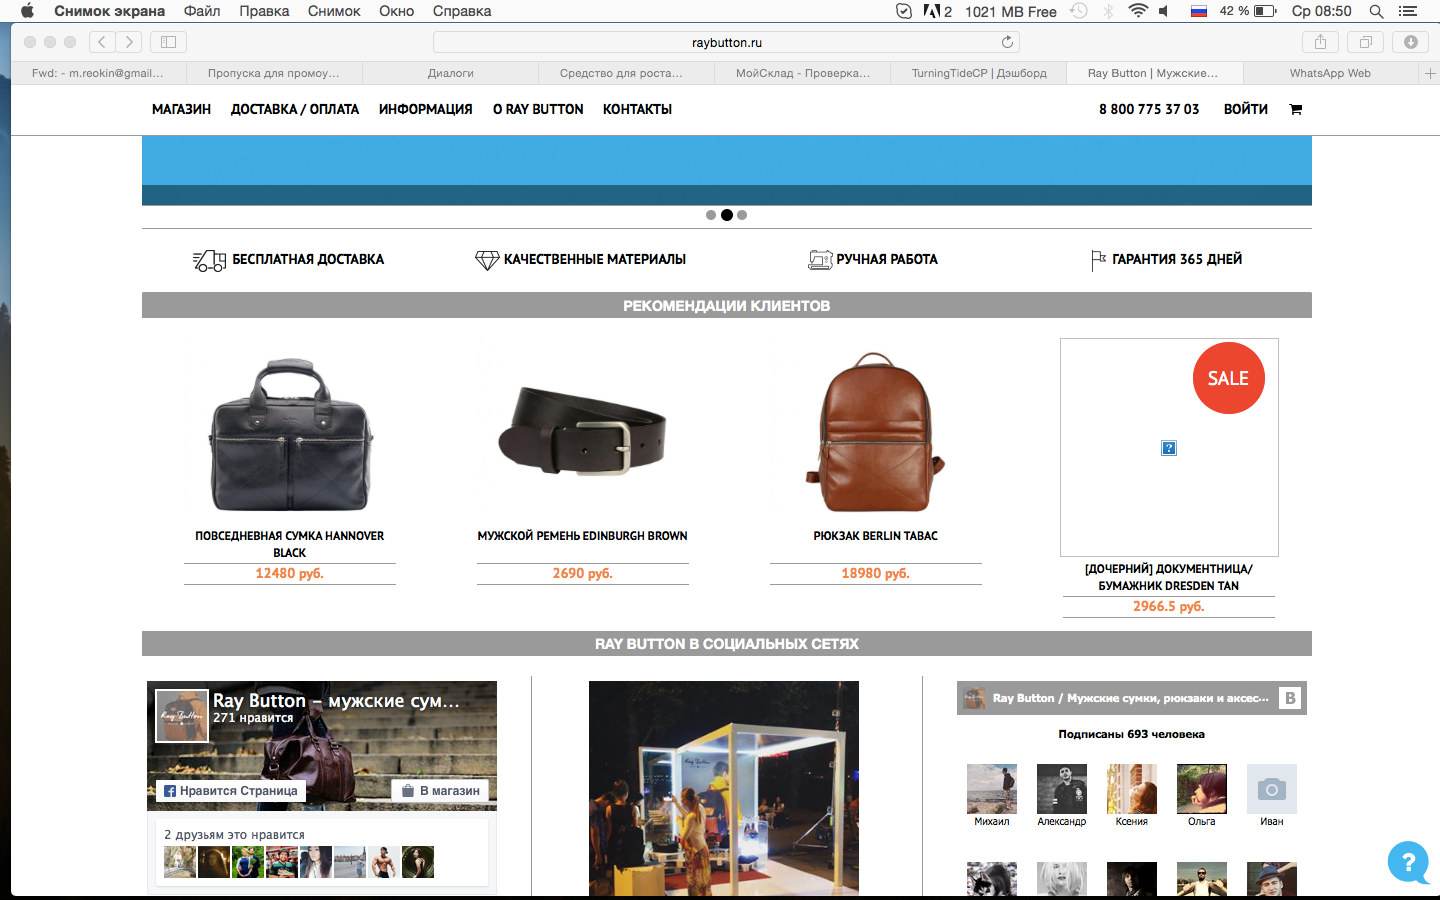 Снимок экрана Файл Правка Снимок Окно Справка 2 1021 MB Free 42 % Ср 08:50
raybutton.ru
Fwd: - m.reokin@gmail... Пропуска для промоу... Диалоги Средство для роста... МойСклад - Проверка... TurningTideCP | Дэшборд Ray Button | Мужские... WhatsApp Web
МАГАЗИН ДОСТАВКА / ОПЛАТА ИНФОРМАЦИЯ О RAY BUTTON КОНТАКТЫ 8 800 775 37 03 ВОЙТИ
БЕСПЛАТНАЯ ДОСТАВКА КАЧЕСТВЕННЫЕ МАТЕРИАЛЫ РУЧНАЯ РАБОТА ГАРАНТИЯ 365 ДНЕЙ
РЕКОМЕНДАЦИИ КЛИЕНТОВ
SALE
ПОВСЕДНЕВНАЯ СУМКА HANNOVER
BLACK
12480 руб.
МУЖСКОЙ РЕМЕНЬ EDINBURGH BROWN
2690 руб.
РЮКЗАК BERLIN TABAC
18980 руб.
[ДОЧЕРНИЙ] ДОКУМЕНТНИЦА/
БУМАЖНИК DRESDEN TAN
2966.5 руб.
RAY BUTTON В СОЦИАЛЬНЫХ СЕТЯХ
Ray Button
Ray Button – мужские сум...
271 нравится
Нравится Страница В магазин
2 друзьям это нравится
Ray Button
Ray Button / Мужские сумки, рюкзаки и аксес... B
Подписаны 693 человека
Михаил Александр Ксения Ольга Иван
?